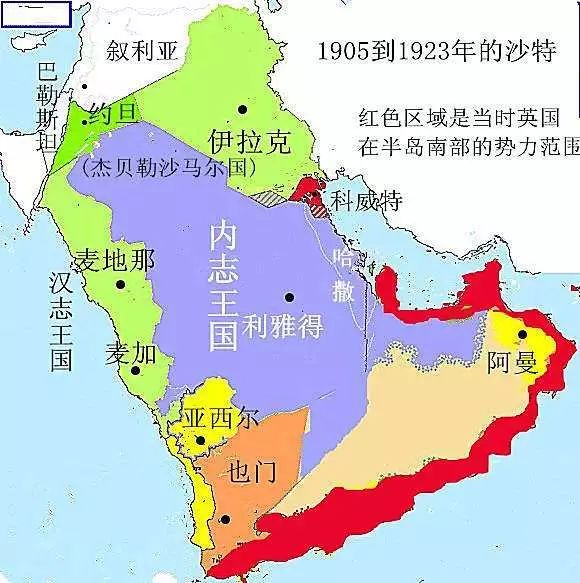 叙利亚
1905到1923年的沙特
巴勒斯坦
约旦
伊拉克
红色区域是当时英国
在半岛南部的势力范围
(杰贝勒沙马尔国)
科威特
内志王国
哈撒
麦地那
汉志王国
利雅得
麦加
阿曼
亚西尔
也门